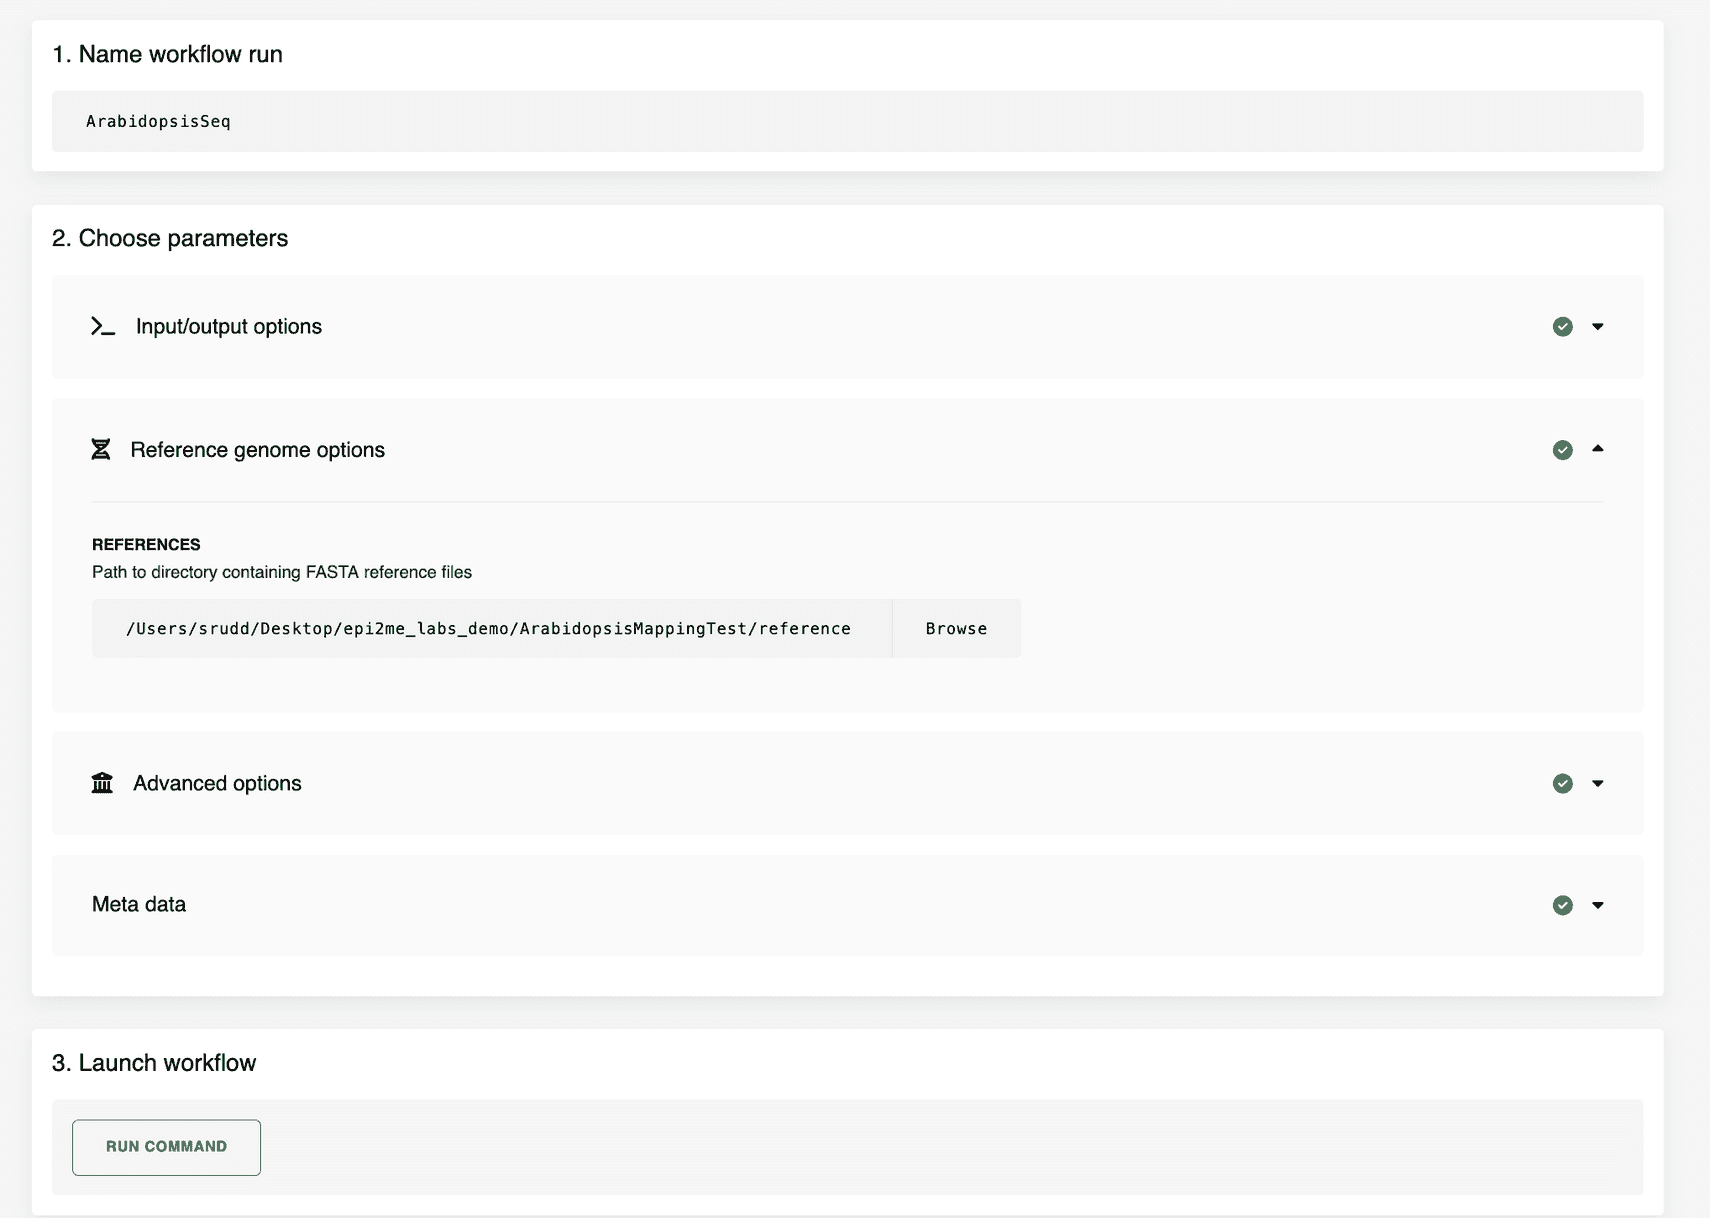 1. Name workflow run
ArabidopsisSeq
2. Choose parameters
Input/output options
Reference genome options
REFERENCES
Path to directory containing FASTA reference files
/Users/srudd/Desktop/epi2me_labs_demo/ArabidopsisMappingTest/reference
Browse
Advanced options
Meta data
3. Launch workflow
RUN COMMAND